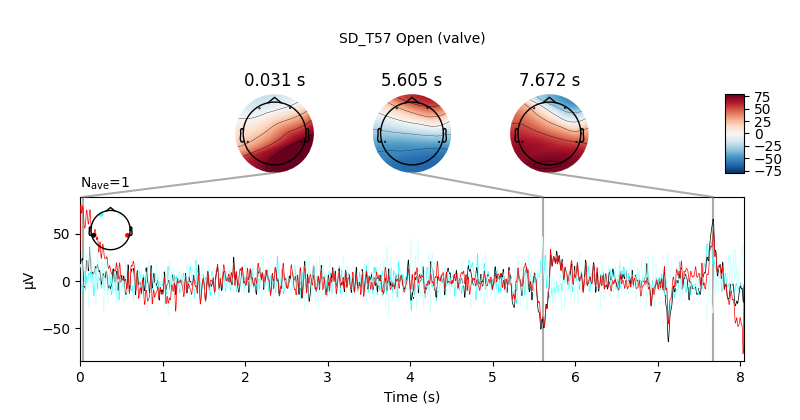 SD_T57 Open (valve)
0.031 s 5.605 s 7.672 s
75
50
25
0
−25
−50
−75
Nave=1
50
0
−50
µV
0 1 2 3 4 5 6 7 8
Time (s)